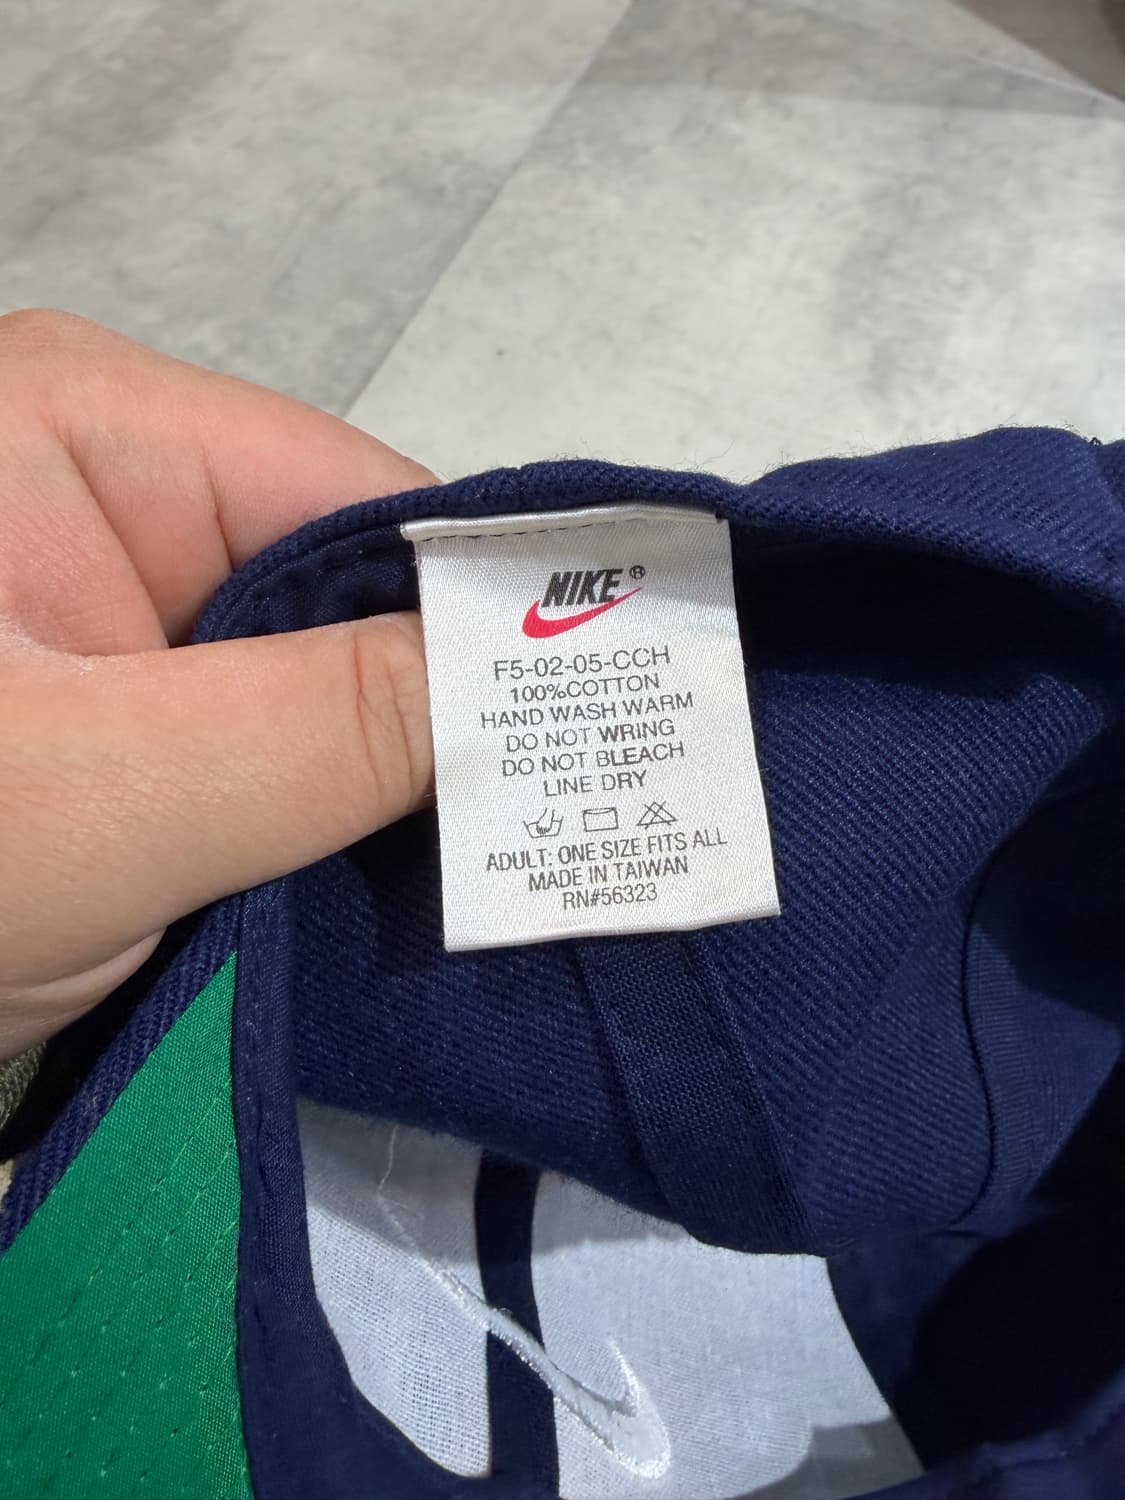 NIKE®
F5-02-05-CCH
100%COTTON
HAND WASH WARM
DO NOT WRING
DO NOT BLEACH
LINE DRY
ADULT: ONE SIZE FITS ALL
MADE IN TAIWAN
RN#56323